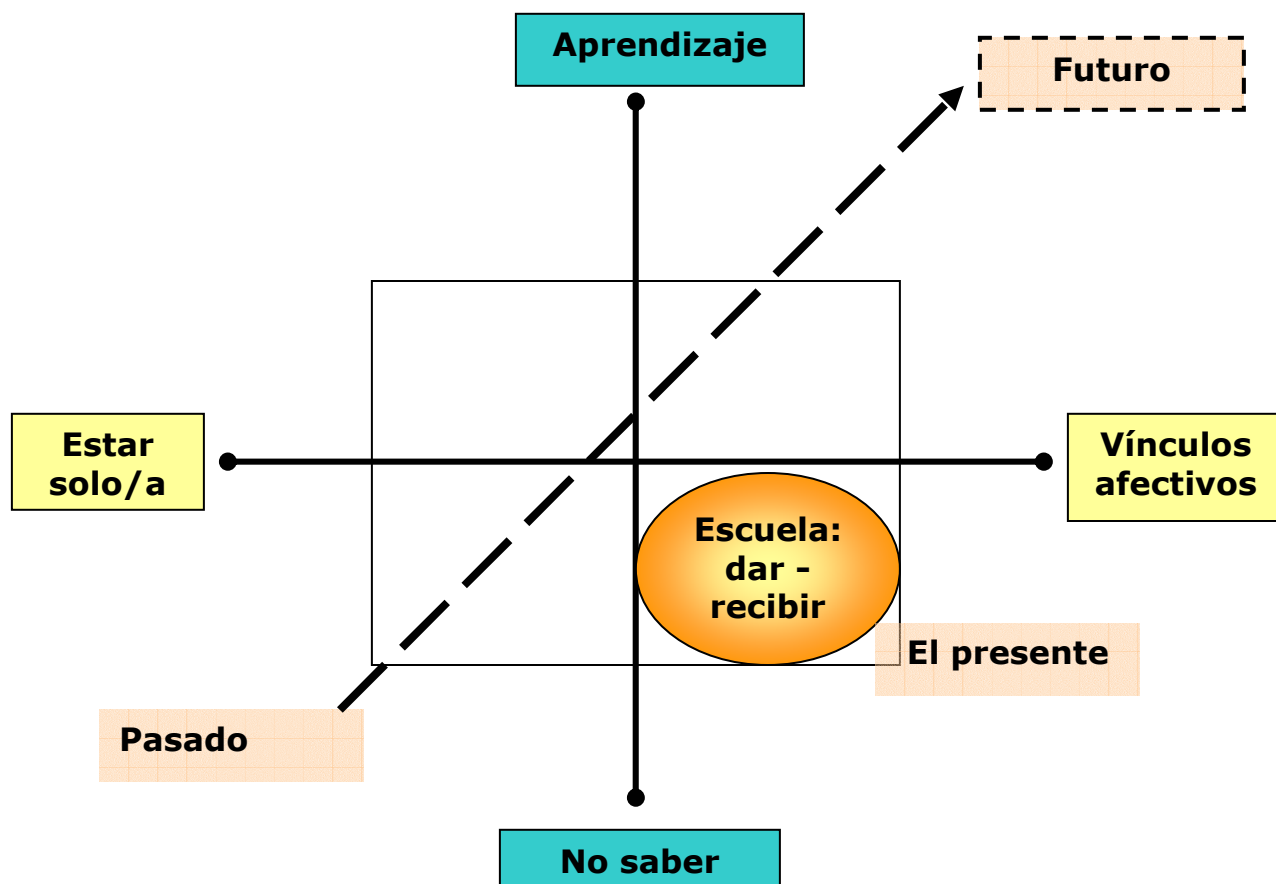 Aprendizaje
Futuro
Estar
solo/a
Vínculos
afectivos
Escuela:
dar -
recibir
El presente
Pasado
No saber